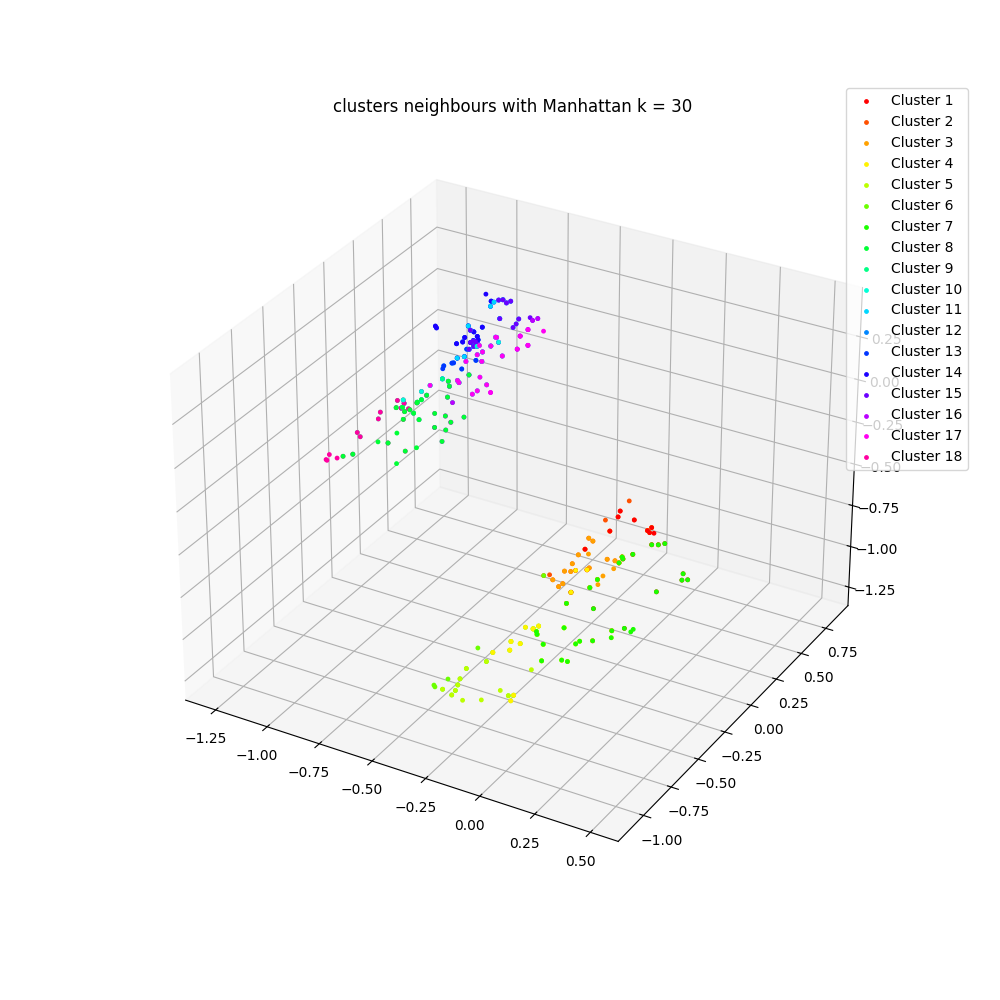 clusters neighbours with Manhattan k = 30
Cluster 1
Cluster 2
Cluster 3
Cluster 4
Cluster 5
Cluster 6
Cluster 7
Cluster 8
Cluster 9
Cluster 10
Cluster 11
Cluster 12
Cluster 13
Cluster 14
Cluster 15
Cluster 16
Cluster 17
Cluster 18
0.25
0.00
−0.25
−0.50
−0.75
−1.00
−1.25
0.75
0.50
0.25
0.00
−0.25
−0.50
−0.75
−1.00
−1.25
−1.00
−0.75
−0.50
−0.25
0.00
0.25
0.50